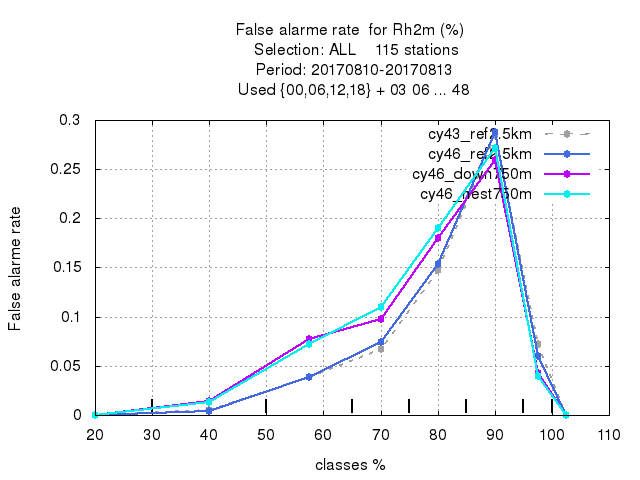 False alarme rate  for Rh2m (%)
Selection: ALL    115 stations
Period: 20170810-20170813
Used {00,06,12,18} + 03 06 ... 48
0.3
0.25
0.2
0.15
0.1
0.05
0
False alarme rate
cy43_ref2.5km
cy46_ref2.5km
cy46_down750m
cy46_nest750m
20 30 40 50 60 70 80 90 100 110
classes %